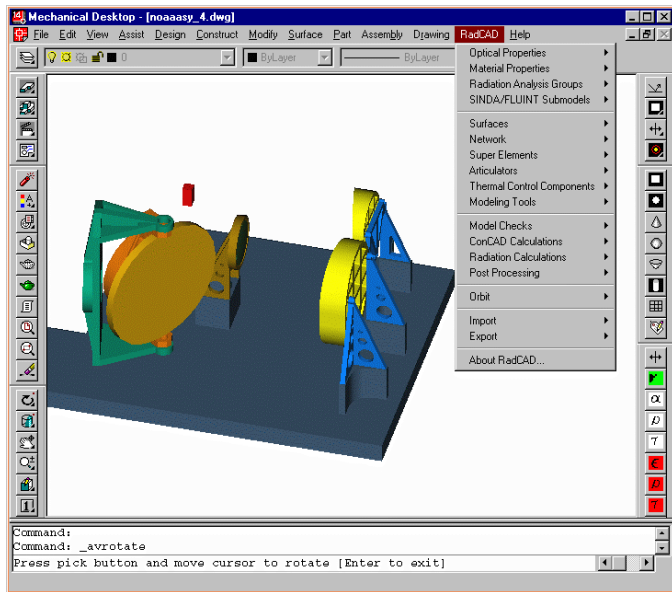 Mechanical Desktop - [noaaasy_4.dwg]
File Edit View Assist Design Construct Modify Surface Part Assembly Drawing RadCAD Help
0 ByLayer ByLayer
Optical Properties
Material Properties
Radiation Analysis Groups
SINDA/FLUINT Submodels
Surfaces
Network
Super Elements
Articulators
Thermal Control Components
Modeling Tools
Model Checks
ConCAD Calculations
Radiation Calculations
Post Processing
Orbit
Import
Export
About RadCAD...
Command:
Command: _avrotate
Press pick button and move cursor to rotate [Enter to exit]